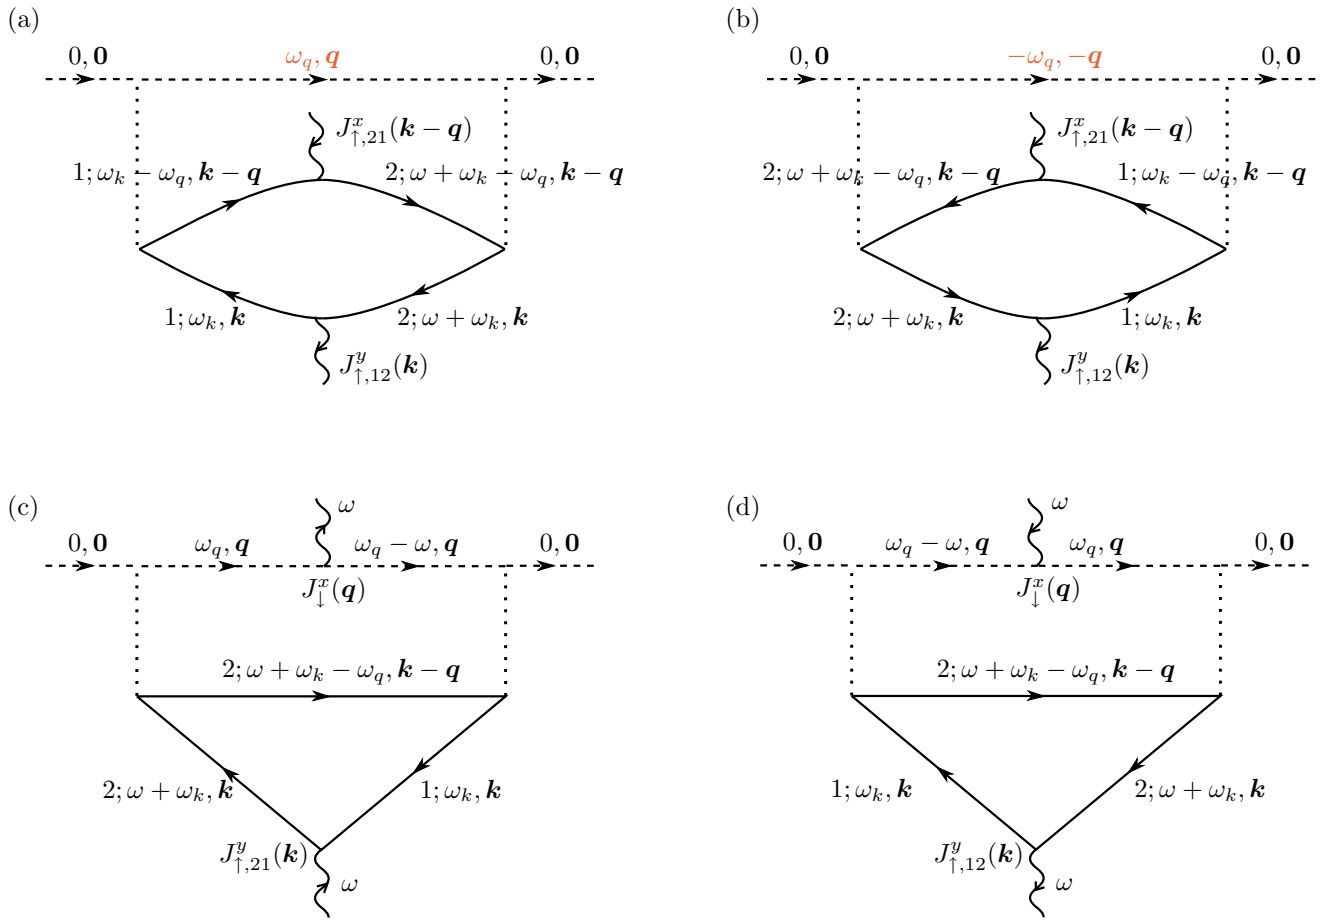 (a)
(b)
0, 𝟎
ω_q, 𝒒
0, 𝟎
0, 𝟎
−ω_q, −𝒒
0, 𝟎
J^x_{↑,21}(𝒌 − 𝒒)
J^x_{↑,21}(𝒌 − 𝒒)
1; ω_k − ω_q, 𝒌 − 𝒒
2; ω + ω_k − ω_q, 𝒌 − 𝒒
2; ω + ω_k − ω_q, 𝒌 − 𝒒
1; ω_k − ω_q, 𝒌 − 𝒒
1; ω_k, 𝒌
2; ω + ω_k, 𝒌
2; ω + ω_k, 𝒌
1; ω_k, 𝒌
J^y_{↑,12}(𝒌)
J^y_{↑,12}(𝒌)
(c)
(d)
ω
ω
0, 𝟎
ω_q, 𝒒
ω_q − ω, 𝒒
0, 𝟎
0, 𝟎
ω_q − ω, 𝒒
ω_q, 𝒒
0, 𝟎
J^x_↓(𝒒)
J^x_↓(𝒒)
2; ω + ω_k − ω_q, 𝒌 − 𝒒
2; ω + ω_k − ω_q, 𝒌 − 𝒒
2; ω + ω_k, 𝒌
1; ω_k, 𝒌
1; ω_k, 𝒌
2; ω + ω_k, 𝒌
J^y_{↑,21}(𝒌)
J^y_{↑,12}(𝒌)
ω
ω